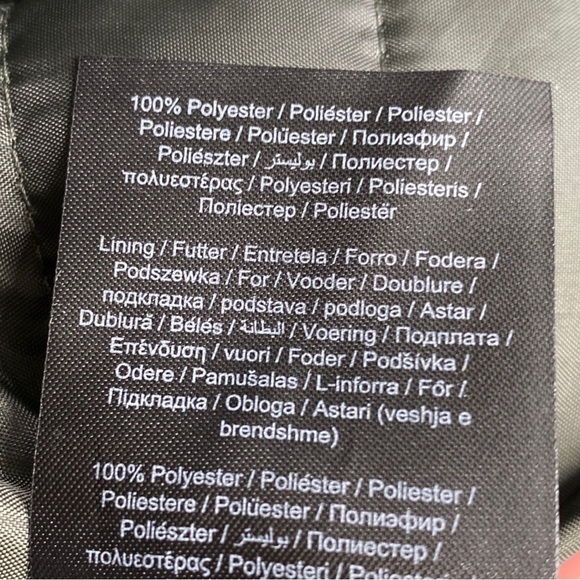 100% Polyester / Poliéster / Poliester /
Poliestere / Polüester / Полиэфир /
Poliészter / بوليستر / Полиестер /
πολυεστέρας / Polyesteri / Poliesteris /
Поліестер / Poliestër
Lining / Futter / Entretela / Forro / Fodera /
Podszewka / For / Vooder / Doublure /
подкладка / podstava / podloga / Astar /
Dublură / Bélés / البطانة / Voering / Подплата /
Επένδυση / vuori / Foder / Podšívka /
Odere / Pamušalas / L-inforra / Főr /
Підкладка / Obloga / Astari (veshja e
brendshme)
100% Polyester / Poliéster / Poliester /
Poliestere / Polüester / Полиэфир /
Poliészter / بوليستر / Полиестер /
πολυεστέρας / Polyesteri / Poliesteris /